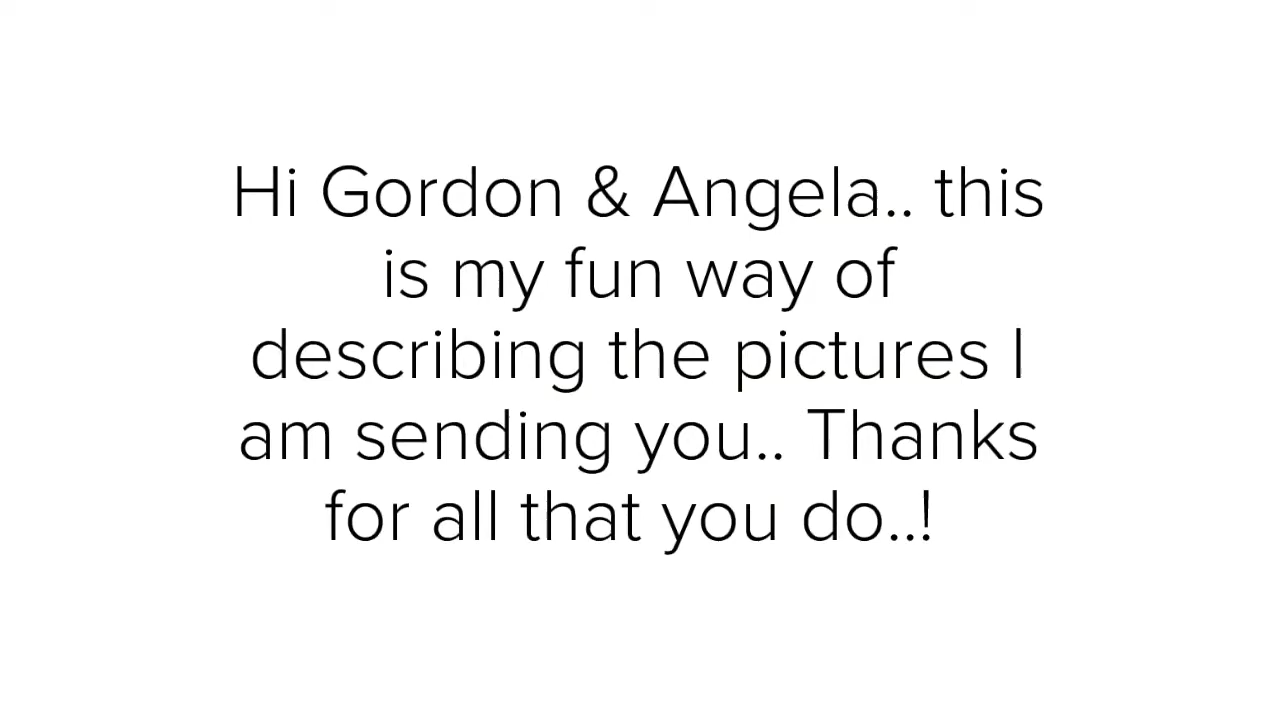 Hi Gordon & Angela.. this
is my fun way of
describing the pictures I
am sending you.. Thanks
for all that you do..!